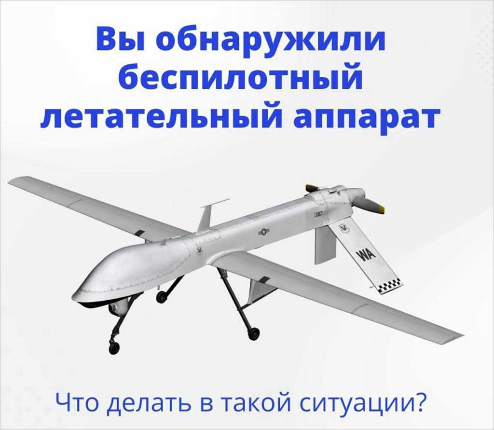 Вы обнаружили
беспилотный
летательный аппарат
WA
Что делать в такой ситуации?